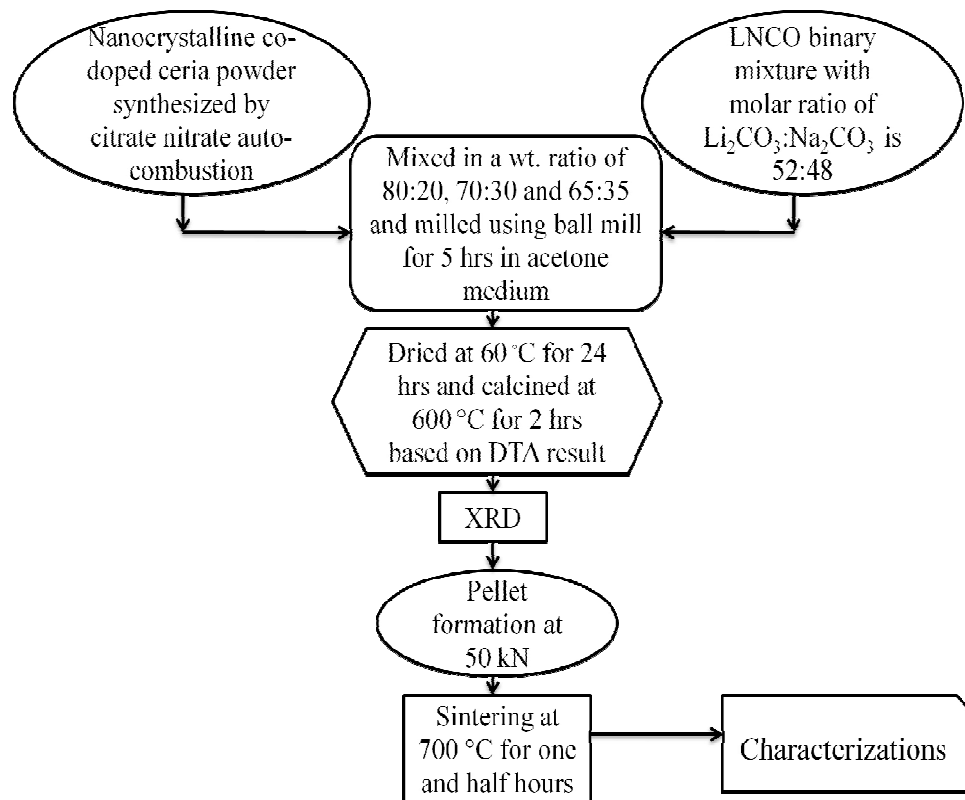 Nanocrystalline co-
doped ceria powder
synthesized by
citrate nitrate auto-
combustion
LNCO binary
mixture with
molar ratio of
Li₂CO₃:Na₂CO₃ is
52:48
Mixed in a wt. ratio of
80:20, 70:30 and 65:35
and milled using ball mill
for 5 hrs in acetone
medium
Dried at 60 °C for 24
hrs and calcined at
600 °C for 2 hrs
based on DTA result
XRD
Pellet
formation at
50 kN
Sintering at
700 °C for one
and half hours
Characterizations